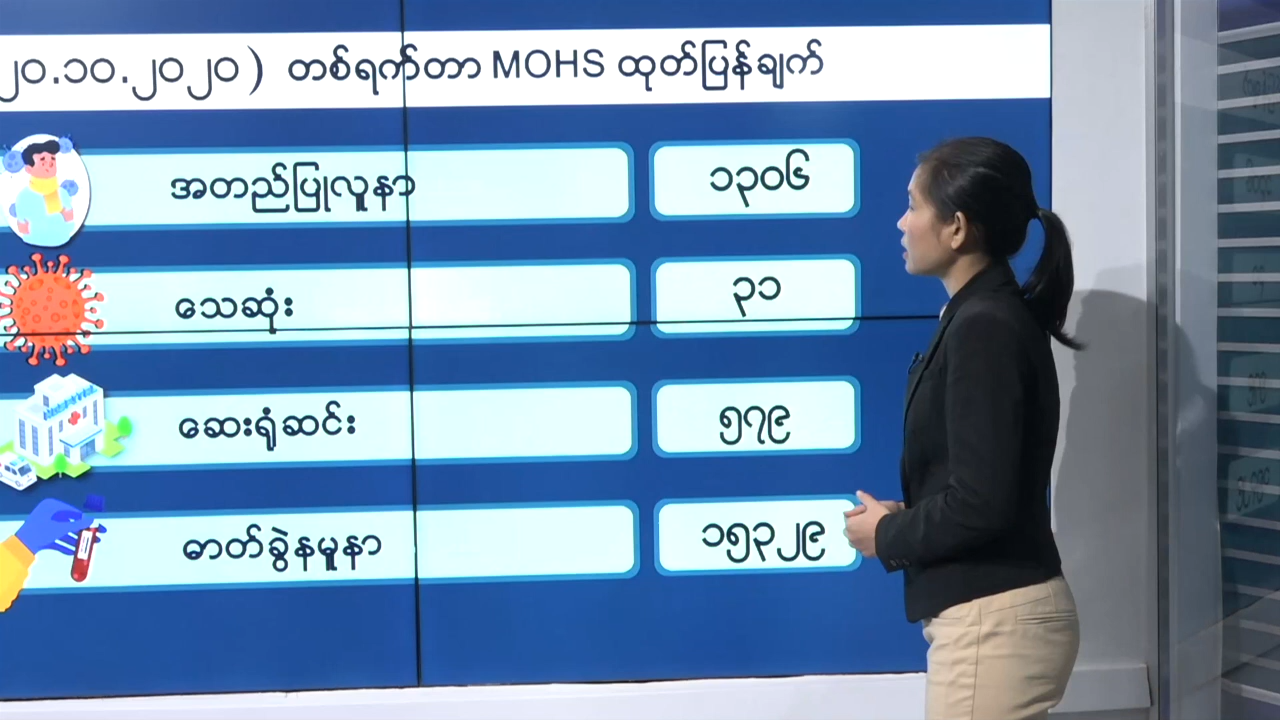 ၂၀.၁၀.၂၀၂၀) တစ်ရက်တာ MOHS ထုတ်ပြန်ချက်
အတည်ပြုလူနာ ၁၃၀၆
သေဆုံး ၃၁
ဆေးရုံဆင်း ၅၇၉
ဓာတ်ခွဲနမူနာ ၁၅၃၂၉